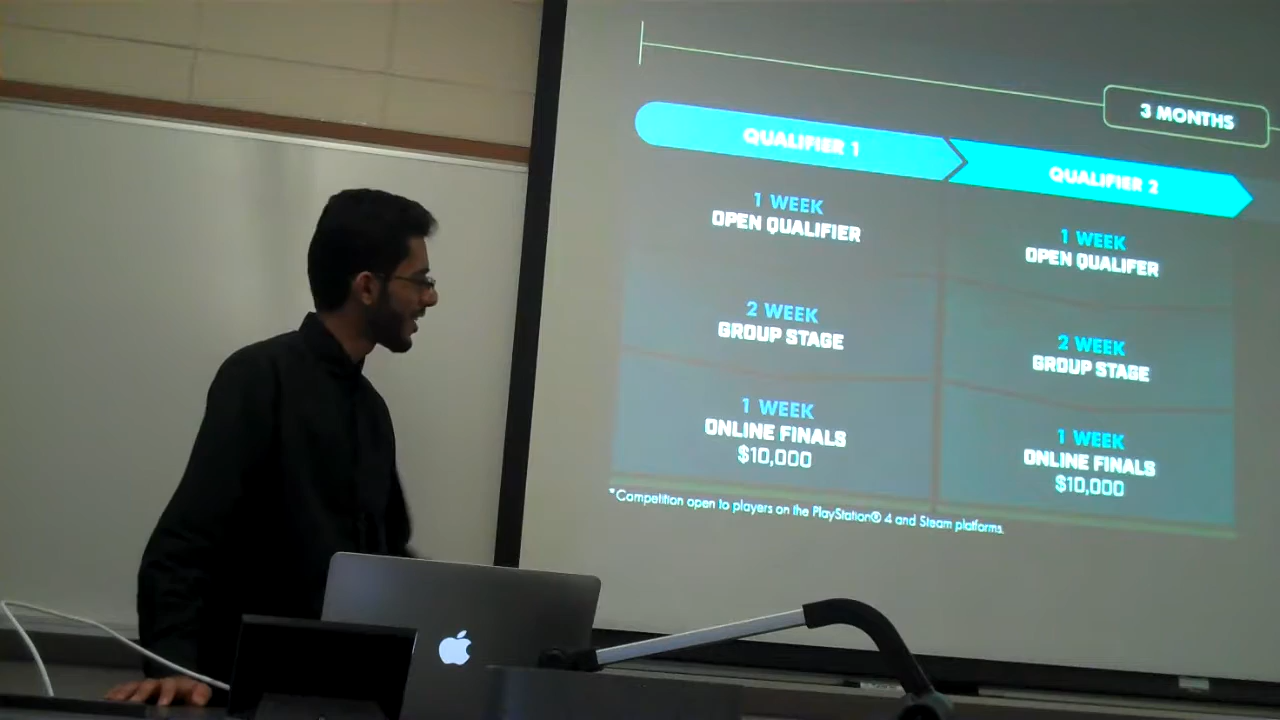 3 MONTHS
QUALIFIER 1
QUALIFIER 2
1 WEEK
OPEN QUALIFIER
2 WEEK
GROUP STAGE
1 WEEK
ONLINE FINALS
$10,000
1 WEEK
OPEN QUALIFER
2 WEEK
GROUP STAGE
1 WEEK
ONLINE FINALS
$10,000
*Competition open to players on the PlayStation® 4 and Steam platforms.